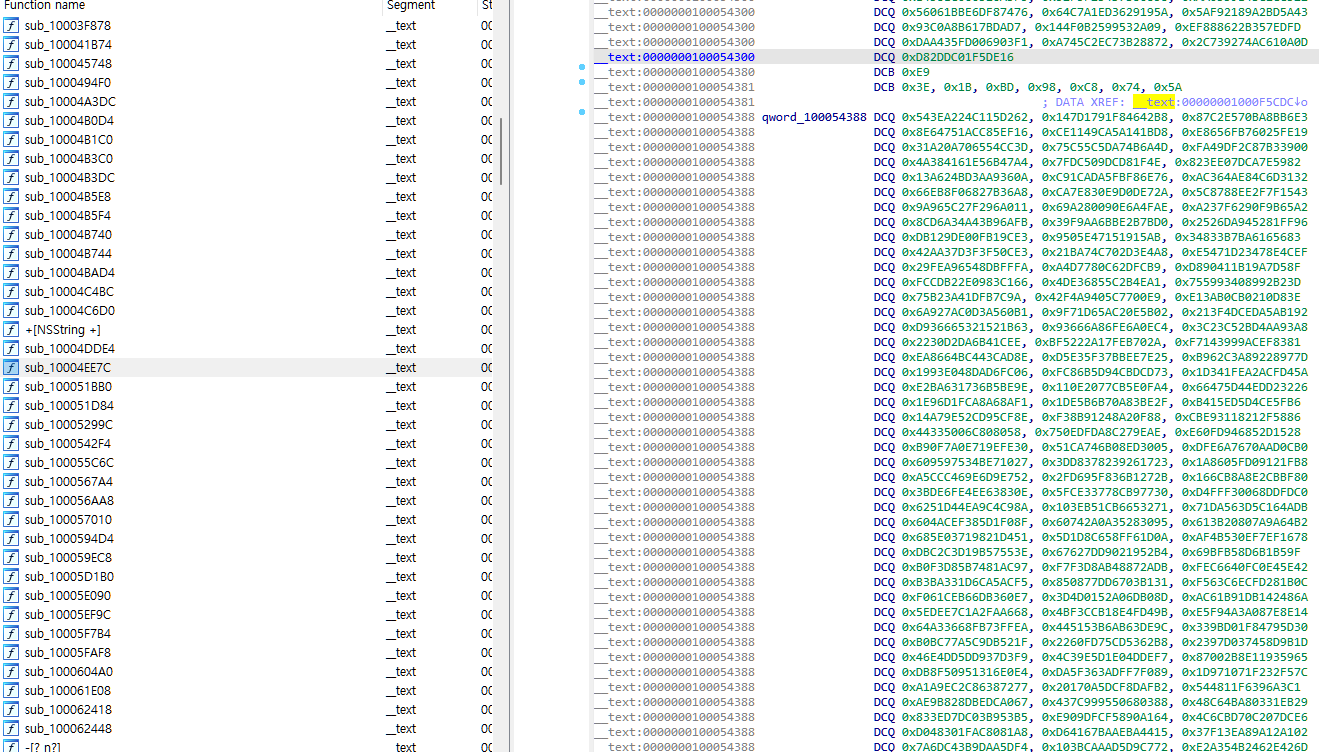 Function name Segment St
sub_10003F878 __text 00
sub_100041B74 __text 00
sub_100045748 __text 00
sub_1000494F0 __text 00
sub_10004A3DC __text 00
sub_10004B0D4 __text 00
sub_10004B1C0 __text 00
sub_10004B3C0 __text 00
sub_10004B3DC __text 00
sub_10004B5E8 __text 00
sub_10004B5F4 __text 00
sub_10004B740 __text 00
sub_10004B744 __text 00
sub_10004BAD4 __text 00
sub_10004C4BC __text 00
sub_10004C6D0 __text 00
+[NSString +] __text 00
sub_10004DDE4 __text 00
sub_10004EE7C __text 00
sub_100051BB0 __text 00
sub_100051D84 __text 00
sub_10005299C __text 00
sub_1000542F4 __text 00
sub_100055C6C __text 00
sub_1000567A4 __text 00
sub_100056AA8 __text 00
sub_100057010 __text 00
sub_1000594D4 __text 00
sub_100059EC8 __text 00
sub_10005D1B0 __text 00
sub_10005E090 __text 00
sub_10005EF9C __text 00
sub_10005F7B4 __text 00
sub_10005FAF8 __text 00
sub_1000604A0 __text 00
sub_100061E08 __text 00
sub_100062418 __text 00
sub_100062448 __text 00
-[? n?] __text 00
__text:0000000100054300 DCQ 0x56061BBE6DF87476, 0x64C7A1ED3629195A, 0x5AF92189A2BD5A43
__text:0000000100054300 DCQ 0x93C0A8B617BDAD7, 0x144F0B2599532A09, 0xEF888622B357EDFD
__text:0000000100054300 DCQ 0xDAA435FD006903F1, 0xA745C2EC73B28872, 0x2C739274AC610A0D
__text:0000000100054300 DCQ 0xD82DDC01F5DE16
__text:0000000100054380 DCB 0xE9
__text:0000000100054381 DCB 0x3E, 0x1B, 0xBD, 0x98, 0xC8, 0x74, 0x5A
__text:0000000100054381 ; DATA XREF: __text:00000001000F5CDC↓o
__text:0000000100054388 qword_100054388 DCQ 0x543EA224C115D262, 0x147D1791F84642B8, 0x87C2E570BA8BB6E3
__text:0000000100054388 DCQ 0x8E64751ACC85EF16, 0xCE1149CA5A141BD8, 0xE8656FB76025FE19
__text:0000000100054388 DCQ 0x31A20A706554CC3D, 0x75C55C5DA74B6A4D, 0xFA49DF2C87B33900
__text:0000000100054388 DCQ 0x4A384161E56B47A4, 0x7FDC509DCD81F4E, 0x823EE07DCA7E5982
__text:0000000100054388 DCQ 0x13A624BD3AA9360A, 0xC91CADA5FBF86E76, 0xAC364AE84C6D3132
__text:0000000100054388 DCQ 0x66EB8F06827B36A8, 0xCA7E830E9D0DE72A, 0x5C8788EE2F7F1543
__text:0000000100054388 DCQ 0x9A965C27F296A011, 0x69A280090E6A4FAE, 0xA237F6290F9B65A2
__text:0000000100054388 DCQ 0x8CD6A34A43B96AFB, 0x39F9AA6BBE2B7BD0, 0x2526DA945281FF96
__text:0000000100054388 DCQ 0xDB129DE00FB19CE3, 0x9505E47151915AB, 0x34833B7BA6165683
__text:0000000100054388 DCQ 0x42AA37D3F3F50CE3, 0x21BA74C702D3E4A8, 0xE5471D23478E4CEF
__text:0000000100054388 DCQ 0x29FEA96548DBFFFA, 0xA4D7780C62DFCB9, 0xD890411B19A7D58F
__text:0000000100054388 DCQ 0xFCCDB22E0983C166, 0x4DE36855C2B4EA1, 0x755993408992B23D
__text:0000000100054388 DCQ 0x75B23A41DFB7C9A, 0x42F4A9405C7700E9, 0xE13AB0CB0210D83E
__text:0000000100054388 DCQ 0x6A927AC0D3A560B1, 0x9F71D65AC20E5B02, 0x213F4DCEDA5AB192
__text:0000000100054388 DCQ 0xD936665321521B63, 0x93666A86FE6A0EC4, 0x3C23C52BD4AA93A8
__text:0000000100054388 DCQ 0x2230D2DA6B41CEE, 0xBF5222A17FEB702A, 0xF7143999ACEF8381
__text:0000000100054388 DCQ 0xEA8664BC443CAD8E, 0xD5E35F37BBEE7E25, 0xB962C3A89228977D
__text:0000000100054388 DCQ 0x1993E048DAD6FC06, 0xFC86B5D94CBDCD73, 0x1D341FEA2ACFD45A
__text:0000000100054388 DCQ 0xE2BA631736B5BE9E, 0x110E2077CB5E0FA4, 0x66475D44EDD23226
__text:0000000100054388 DCQ 0x1E96D1FCA8A68AF1, 0x1DE5B6B70A83BE2F, 0xB415ED5D4CE5FB6
__text:0000000100054388 DCQ 0x14A79E52CD95CF8E, 0xF38B91248A20F88, 0xCBE93118212F5886
__text:0000000100054388 DCQ 0x44335006C808058, 0x750EDFDA8C279EAE, 0xE60FD946852D1528
__text:0000000100054388 DCQ 0xB90F7A0E719EFE30, 0x51CA746B08ED3005, 0xDFE6A7670AAD0CB0
__text:0000000100054388 DCQ 0x609597534BE71027, 0x3DD8378239261723, 0x1A8605FD09121FB8
__text:0000000100054388 DCQ 0xA5CCC469E6D9E752, 0x2FD695F836B1272B, 0x166CB8A8E2CBBF80
__text:0000000100054388 DCQ 0x3BDE6FE4EE63830E, 0x5FCE33778CB97730, 0xD4FFF30068DDFDC0
__text:0000000100054388 DCQ 0x6251D44EA9C4C98A, 0x103EB51CB6653271, 0x71DA563D5C164ADB
__text:0000000100054388 DCQ 0x604ACEF385D1F08F, 0x60742A0A35283095, 0x613B20807A9A64B2
__text:0000000100054388 DCQ 0x685E03719821D451, 0x5D1D8C658FF61D0A, 0xAF4B530EF7EF1678
__text:0000000100054388 DCQ 0xDBC2C3D19B57553E, 0x67627DD9021952B4, 0x69BFB58D6B1B59F
__text:0000000100054388 DCQ 0xB0F3D85B7481AC97, 0xF7F3D8AB48872ADB, 0xFEC6640FC0E45E42
__text:0000000100054388 DCQ 0xB3BA331D6CA5ACF5, 0x850877DD6703B131, 0xF563C6ECFD281B0C
__text:0000000100054388 DCQ 0xF061CEB66DB360E7, 0x3D4D0152A06DB08D, 0xAC61B91DB142486A
__text:0000000100054388 DCQ 0x5EDEE7C1A2FAA668, 0x4BF3CCB18E4FD49B, 0xE5F94A3A087E8E14
__text:0000000100054388 DCQ 0x64A33668FB73FFEA, 0x445153B6AB63DE9C, 0x339BD01F84795D30
__text:0000000100054388 DCQ 0xB0BC77A5C9DB521F, 0x2260FD75CD5362B8, 0x2397D037458D9B1D
__text:0000000100054388 DCQ 0x46E4DD5DD937D3F9, 0x4C39E5D1E04DDEF7, 0x87002B8E11935965
__text:0000000100054388 DCQ 0xDB8F50951316E0E4, 0xDA5F363ADFF7F089, 0x1D971071F232F57C
__text:0000000100054388 DCQ 0xA1A9EC2C86387277, 0x20170A5DCF8DAFB2, 0x544811F6396A3C1
__text:0000000100054388 DCQ 0xAE9B828DBEDCA067, 0x437C999550680388, 0x48C64BA80331EB29
__text:0000000100054388 DCQ 0x833ED7DC03B953B5, 0xE909DFCF5890A164, 0x4C6CBD70C207DCE6
__text:0000000100054388 DCQ 0xD048301FAC8081A8, 0xD64167BAAEBA4415, 0x37F13EA89A12A102
__text:0000000100054388 DCQ 0x7A6DC43B9DAA5DF4, 0x103BCAAAD5D9C772, 0xE2A354B2462E426D